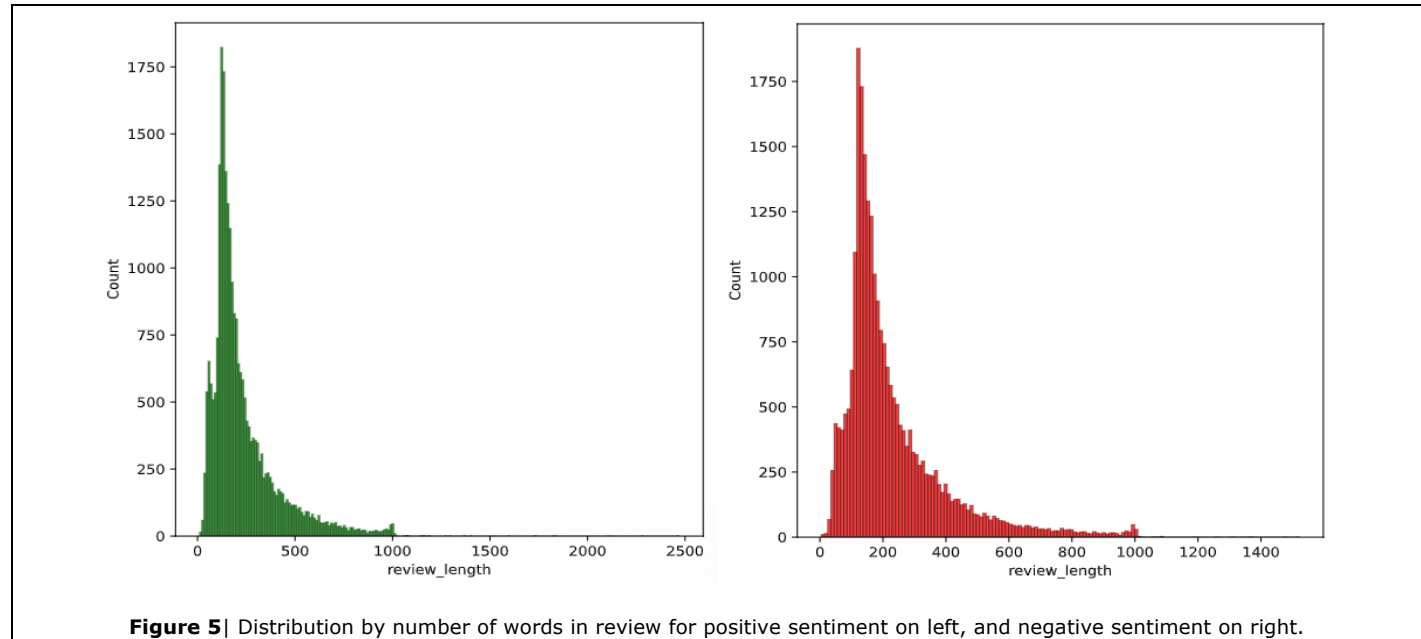 1750
1500
1250
1000
750
500
250
0
Count
0 500 1000 1500 2000 2500
review_length
1750
1500
1250
1000
750
500
250
0
Count
0 200 400 600 800 1000 1200 1400
review_length
Figure 5| Distribution by number of words in review for positive sentiment on left, and negative sentiment on right.